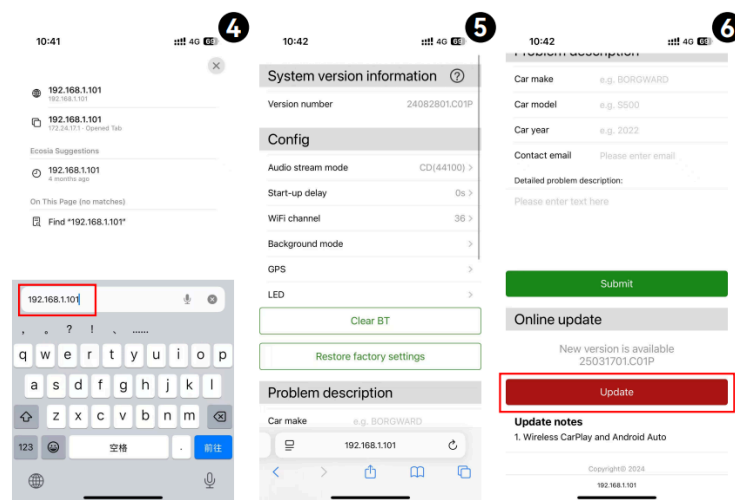 4
10:41
4G 69
192.168.1.101
192.168.1.101
192.168.1.101
172.24.17.1 - Opened Tab
Ecosia Suggestions
192.168.1.101
4 months ago
On This Page (no matches)
Find "192.168.1.101"
192.168.1.101
, 。 ? ! 、 ......
q w e r t y u i o p
a s d f g h j k l
z x c v b n m
123 空格 . 前往
5
10:42
4G
System version information ?
Version number 24082801.C01P
Config
Audio stream mode CD(44100) >
Start-up delay 0s >
WiFi channel 36 >
Background mode >
GPS >
LED >
Clear BT
Restore factory settings
Problem description
Car make e.g. BORGWARD
192.168.1.101
6
10:42
4G
Problem description
Car make e.g. BORGWARD
Car model e.g. S500
Car year e.g. 2022
Contact email Please enter email
Detailed problem description:
Please enter text here
Submit
Online update
New version is available
25031701.C01P
Update
Update notes
1. Wireless CarPlay and Android Auto
Copyright© 2024
192.168.1.101